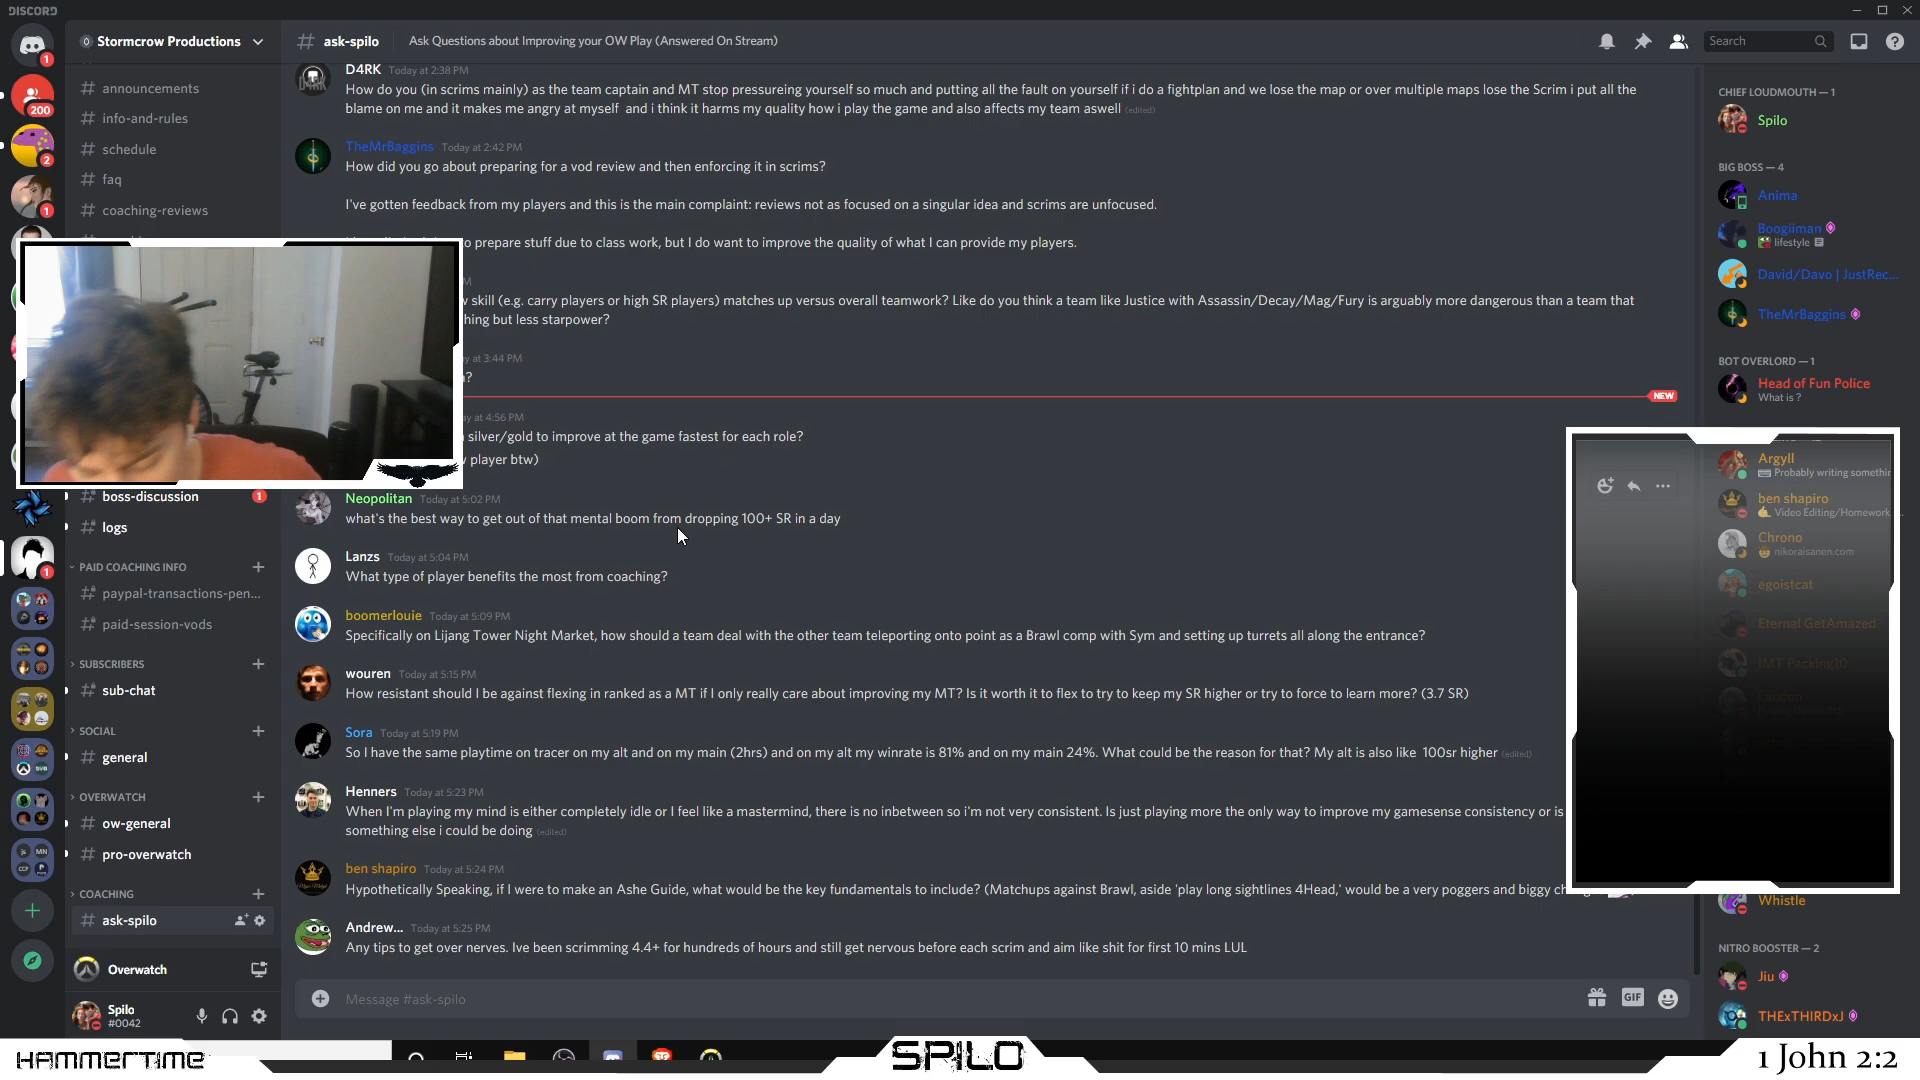 DISCORD
Stormcrow Productions
# ask-spilo
Ask Questions about Improving your OW Play (Answered On Stream)
Search
1
200
2
1
1
# announcements
# info-and-rules
# schedule
# faq
# coaching-reviews
# boss-discussion 1
# logs
PAID COACHING INFO
paypal-transactions-pen...
paid-session-vods
SUBSCRIBERS
sub-chat
SOCIAL
# general
OVERWATCH
# ow-general
# pro-overwatch
COACHING
# ask-spilo
Overwatch
Spilo
#0042
D4RK Today at 2:38 PM
How do you (in scrims mainly) as the team captain and MT stop pressureing yourself so much and putting all the fault on yourself if i do a fightplan and we lose the map or over multiple maps lose the Scrim i put all the
blame on me and it makes me angry at myself and i think it harms my quality how i play the game and also affects my team aswell (edited)
TheMrBaggins Today at 2:42 PM
How did you go about preparing for a vod review and then enforcing it in scrims?
I've gotten feedback from my players and this is the main complaint: reviews not as focused on a singular idea and scrims are unfocused.
prepare stuff due to class work, but I do want to improve the quality of what I can provide my players.
skill (e.g. carry players or high SR players) matches up versus overall teamwork? Like do you think a team like Justice with Assassin/Decay/Mag/Fury is arguably more dangerous than a team that
hing but less starpower?
at 3:44 PM
NEW
at 4:56 PM
silver/gold to improve at the game fastest for each role?
player btw)
Neopolitan Today at 5:02 PM
what's the best way to get out of that mental boom from dropping 100+ SR in a day
Lanzs Today at 5:04 PM
What type of player benefits the most from coaching?
boomerlouie Today at 5:09 PM
Specifically on Lijang Tower Night Market, how should a team deal with the other team teleporting onto point as a Brawl comp with Sym and setting up turrets all along the entrance?
wouren Today at 5:15 PM
How resistant should I be against flexing in ranked as a MT if I only really care about improving my MT? Is it worth it to flex to try to keep my SR higher or try to force to learn more? (3.7 SR)
Sora Today at 5:19 PM
So I have the same playtime on tracer on my alt and on my main (2hrs) and on my alt my winrate is 81% and on my main 24%. What could be the reason for that? My alt is also like 100sr higher (edited)
Henners Today at 5:23 PM
When I'm playing my mind is either completely idle or I feel like a mastermind, there is no inbetween so i'm not very consistent. Is just playing more the only way to improve my gamesense consistency or is
something else i could be doing (edited)
ben shapiro Today at 5:24 PM
Hypothetically Speaking, if I were to make an Ashe Guide, what would be the key fundamentals to include? (Matchups against Brawl, aside 'play long sightlines 4Head,' would be a very poggers and biggy ch
Andrew... Today at 5:25 PM
Any tips to get over nerves. Ive been scrimming 4.4+ for hundreds of hours and still get nervous before each scrim and aim like shit for first 10 mins LUL
Message #ask-spilo
GIF
CHIEF LOUDMOUTH — 1
Spilo
BIG BOSS — 4
Anima
Boogiiman
lifestyle
David/Davo | JustRec...
TheMrBaggins
BOT OVERLORD — 1
Head of Fun Police
What is ?
Argyll
Probably writing somethin
ben shapiro
Video Editing/Homework
Chrono
nikoraisanen.com
egoistcat
Eternal GetAmazed
IMT Packing10
Whistle
NITRO BOOSTER — 2
Jiu
THExTHIRDxJ
HAMMERTIME
SPILO
1 John 2:2